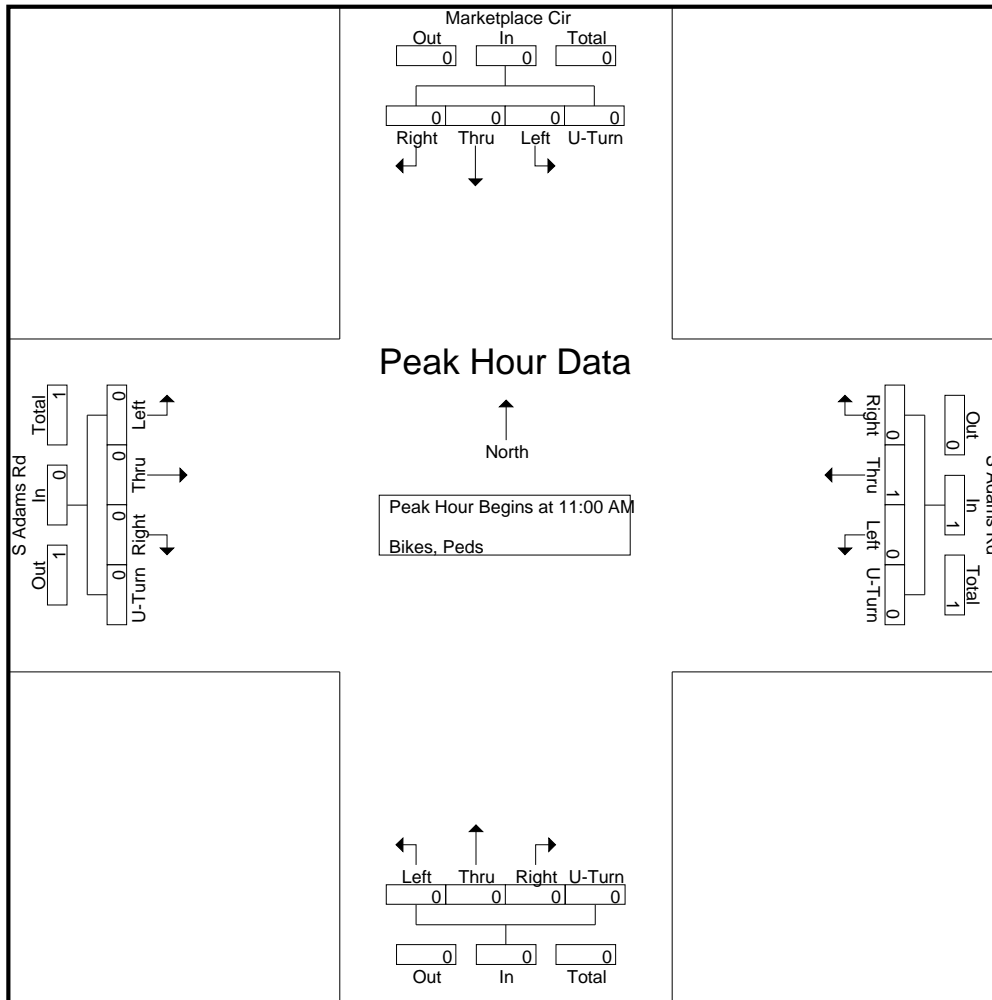 Marketplace Cir
Out In Total
0 0 0
0 0 0 0
Right Thru Left U-Turn
Peak Hour Data
North
Peak Hour Begins at 11:00 AM
Bikes, Peds
S Adams Rd
Total In Out
1 0 1
0 0 0 0
Left Thru Right U-Turn
Right Thru Left U-Turn
0 1 0 0
Out In Total
0 1 1
S Adams Rd
Left Thru Right U-Turn
0 0 0 0
0 0 0
Out In Total